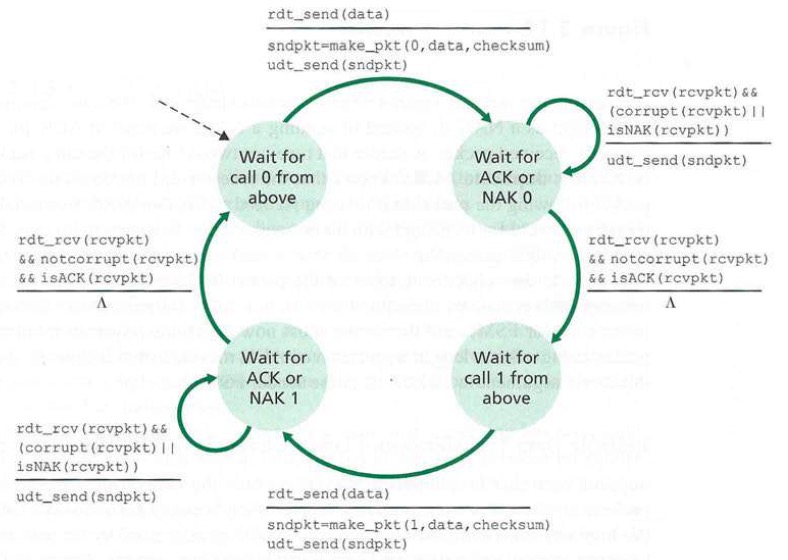 rdt_send(data)
sndpkt=make_pkt(0,data,checksum)
udt_send(sndpkt)
rdt_rcv(rcvpkt)&&
(corrupt(rcvpkt)||
isNAK(rcvpkt))
udt_send(sndpkt)
Wait for
call 0 from
above
Wait for
ACK or
NAK 0
rdt_rcv(rcvpkt)
&& notcorrupt(rcvpkt)
&& isACK(rcvpkt)
Λ
rdt_rcv(rcvpkt)
&& notcorrupt(rcvpkt)
&& isACK(rcvpkt)
Λ
Wait for
ACK or
NAK 1
Wait for
call 1 from
above
rdt_rcv(rcvpkt)&&
(corrupt(rcvpkt)||
isNAK(rcvpkt))
udt_send(sndpkt)
rdt_send(data)
sndpkt=make_pkt(1,data,checksum)
udt_send(sndpkt)